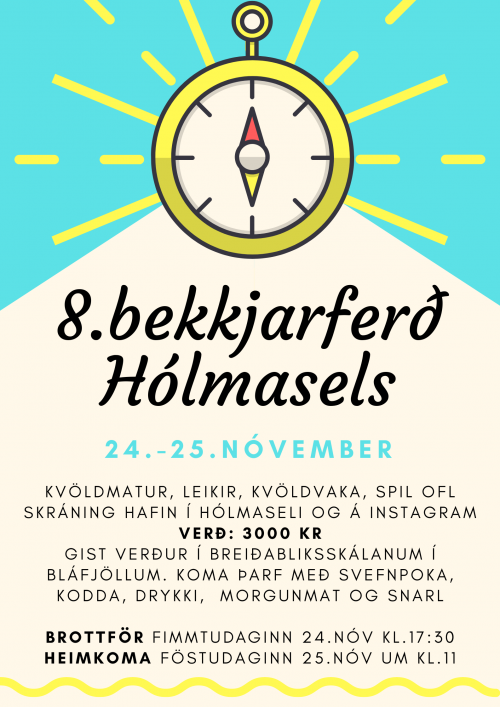 8.bekkjarferð
Hólmasels
24.-25.NÓVEMBER
KVÖLDMATUR, LEIKIR, KVÖLDVAKA, SPIL OFL
SKRÁNING HAFIN Í HÓLMASELI OG Á INSTAGRAM
VERÐ: 3000 KR
GIST VERÐUR Í BREIÐABLIKSSKÁLANUM Í
BLÁFJÖLLUM. KOMA ÞARF MEÐ SVEFNPOKA,
KODDA, DRYKKI, MORGUNMAT OG SNARL
BROTTFÖR FIMMTUDAGINN 24.NÓV KL.17:30
HEIMKOMA FÖSTUDAGINN 25.NÓV UM KL.11